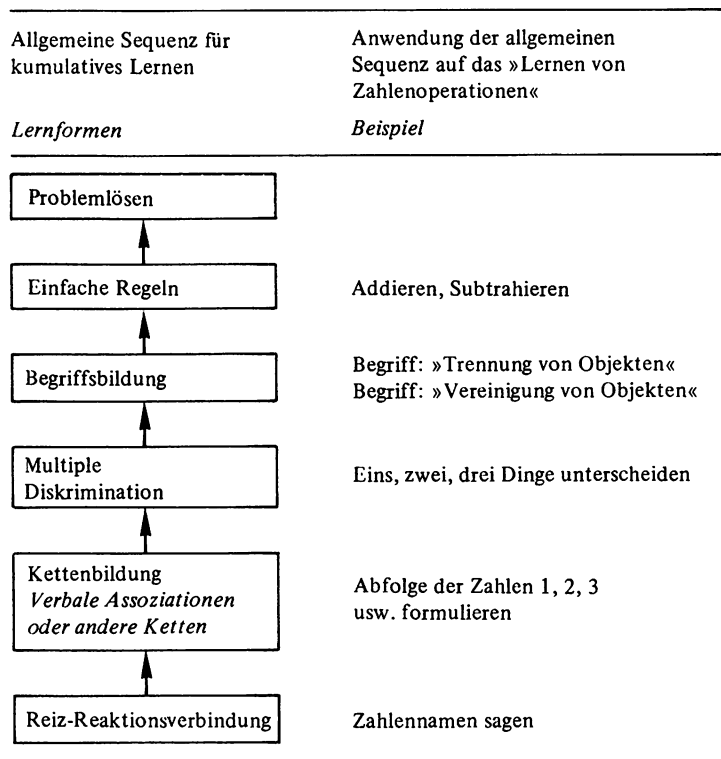 Allgemeine Sequenz für
kumulatives Lernen
Anwendung der allgemeinen
Sequenz auf das »Lernen von
Zahlenoperationen«
Lernformen
Beispiel
Problemlösen
Einfache Regeln
Addieren, Subtrahieren
Begriffsbildung
Begriff: »Trennung von Objekten«
Begriff: »Vereinigung von Objekten«
Multiple
Diskrimination
Eins, zwei, drei Dinge unterscheiden
Kettenbildung
Verbale Assoziationen
oder andere Ketten
Abfolge der Zahlen 1, 2, 3
usw. formulieren
Reiz-Reaktionsverbindung
Zahlennamen sagen